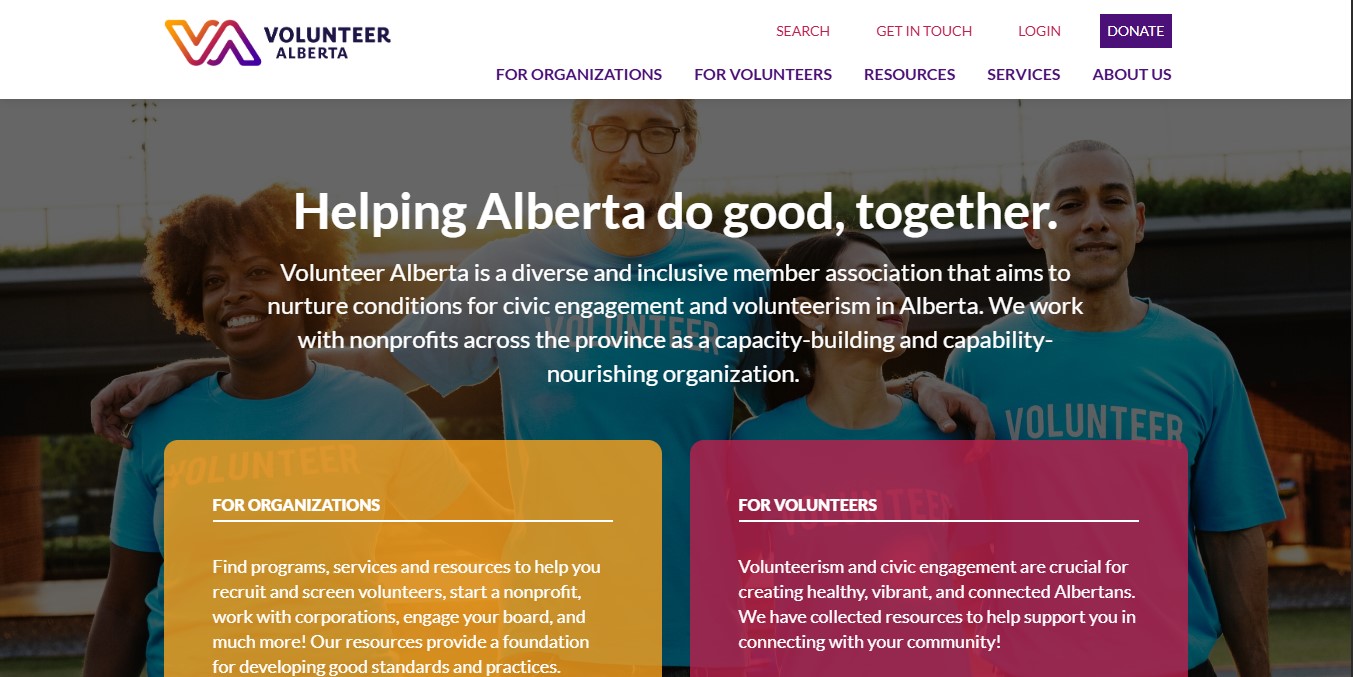 VOLUNTEER
ALBERTA
SEARCH GET IN TOUCH LOGIN DONATE
FOR ORGANIZATIONS FOR VOLUNTEERS RESOURCES SERVICES ABOUT US
Helping Alberta do good, together.
Volunteer Alberta is a diverse and inclusive member association that aims to
nurture conditions for civic engagement and volunteerism in Alberta. We work
with nonprofits across the province as a capacity-building and capability-
nourishing organization.
VOLUNTEER
VOLUNTEER
VOLUNTEER
VOLUNTEER
FOR ORGANIZATIONS
Find programs, services and resources to help you
recruit and screen volunteers, start a nonprofit,
work with corporations, engage your board, and
much more! Our resources provide a foundation
for developing good standards and practices.
FOR VOLUNTEERS
Volunteerism and civic engagement are crucial for
creating healthy, vibrant, and connected Albertans.
We have collected resources to help support you in
connecting with your community!